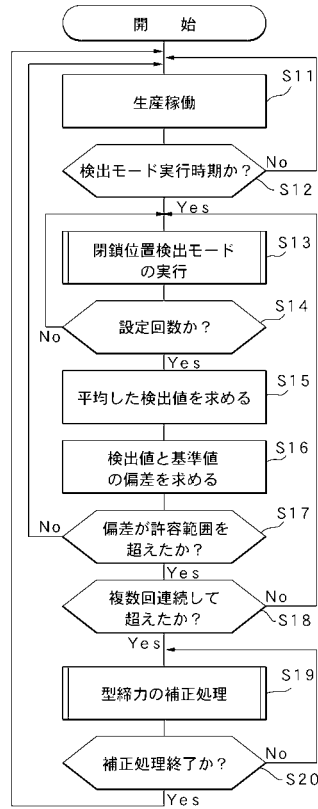 開　始
S11
生産稼働
No
検出モード実行時期か？
S12
Yes
S13
閉鎖位置検出モード
の実行
S14
設定回数か？
No
Yes
S15
平均した検出値を求める
S16
検出値と基準値
の偏差を求める
S17
No
偏差が許容範囲を
超えたか？
Yes
複数回連続して
超えたか？
No
S18
Yes
S19
型締力の補正処理
No
補正処理終了か？
S20
Yes